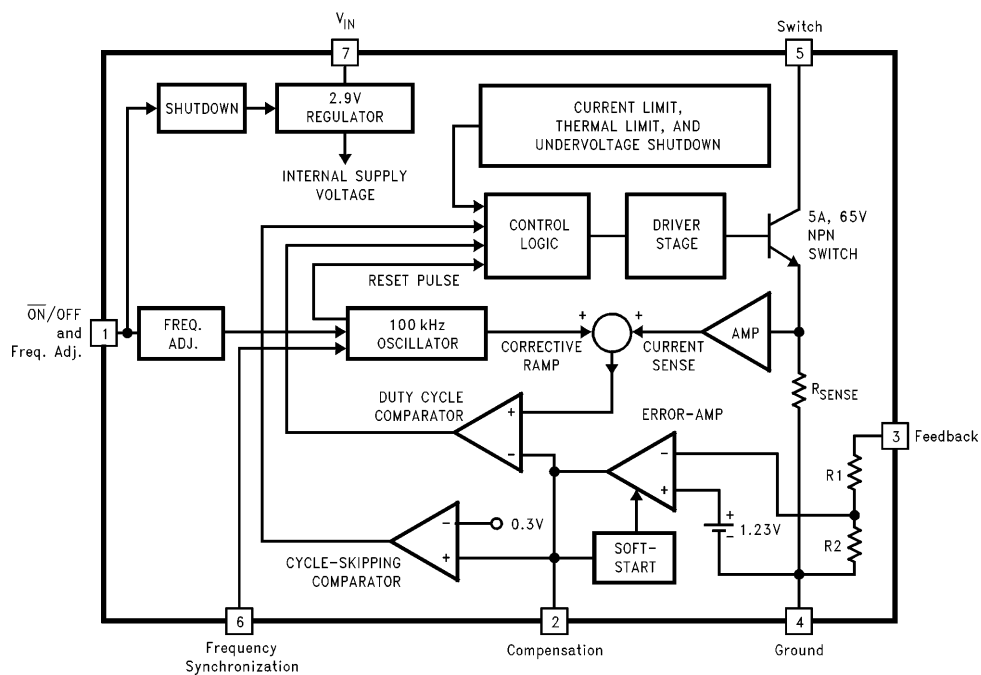 V_IN
Switch
7
5
SHUTDOWN
2.9V
REGULATOR
CURRENT LIMIT,
THERMAL LIMIT, AND
UNDERVOLTAGE SHUTDOWN
INTERNAL SUPPLY
VOLTAGE
CONTROL
LOGIC
DRIVER
STAGE
5A, 65V
NPN
SWITCH
RESET PULSE
O̅N̅/OFF
and
Freq. Adj.
1
FREQ.
ADJ.
100 kHz
OSCILLATOR
+
+
CORRECTIVE
RAMP
CURRENT
SENSE
AMP
R_SENSE
DUTY CYCLE
COMPARATOR
+
−
ERROR-AMP
−
+
3
Feedback
R1
R2
+
−
1.23V
−
+
0.3V
SOFT-
START
CYCLE-SKIPPING
COMPARATOR
6
2
4
Frequency
Synchronization
Compensation
Ground